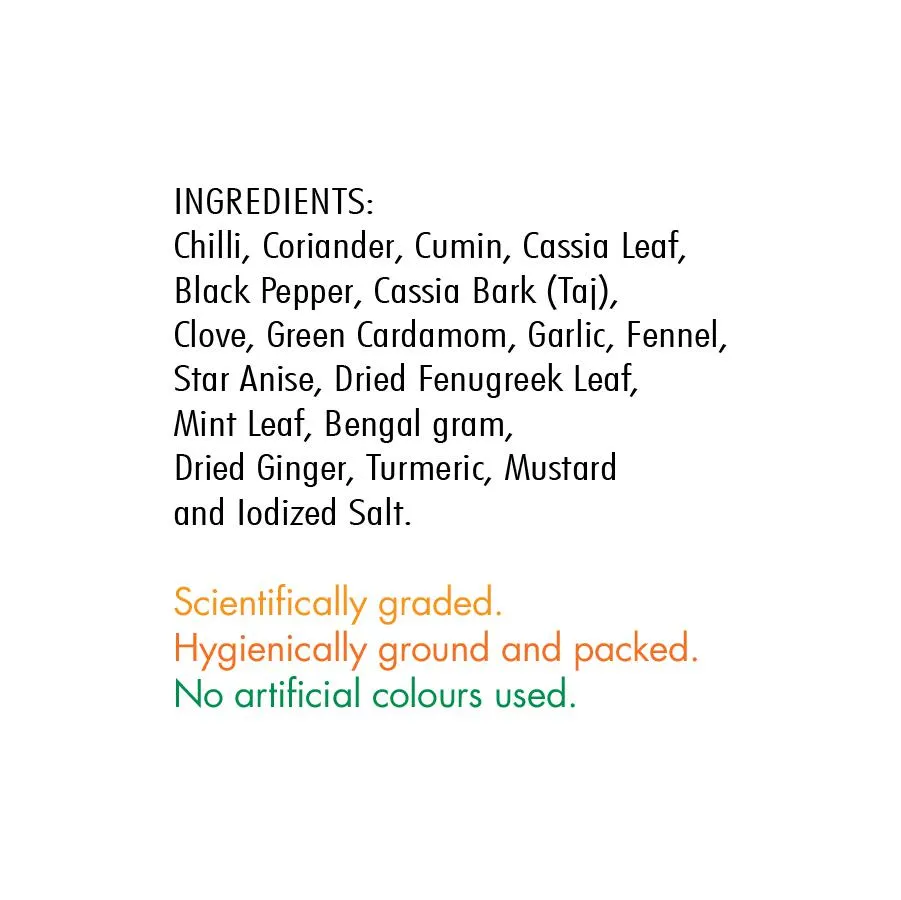 INGREDIENTS:
Chilli, Coriander, Cumin, Cassia Leaf,
Black Pepper, Cassia Bark (Taj),
Clove, Green Cardamom, Garlic, Fennel,
Star Anise, Dried Fenugreek Leaf,
Mint Leaf, Bengal gram,
Dried Ginger, Turmeric, Mustard
and Iodized Salt.
Scientifically graded.
Hygienically ground and packed.
No artificial colours used.